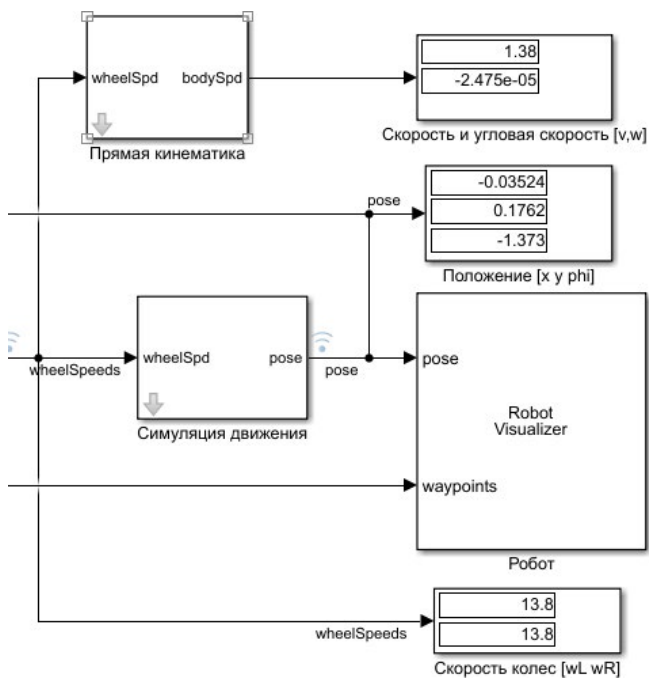 wheelSpd bodySpd
Прямая кинематика
1.38
-2.475e-05
Скорость и угловая скорость [v,w]
pose
-0.03524
0.1762
-1.373
Положение [x y phi]
wheelSpeeds
wheelSpd pose
Симуляция движения
pose
pose
Robot
Visualizer
waypoints
Робот
wheelSpeeds
13.8
13.8
Скорость колес [wL wR]